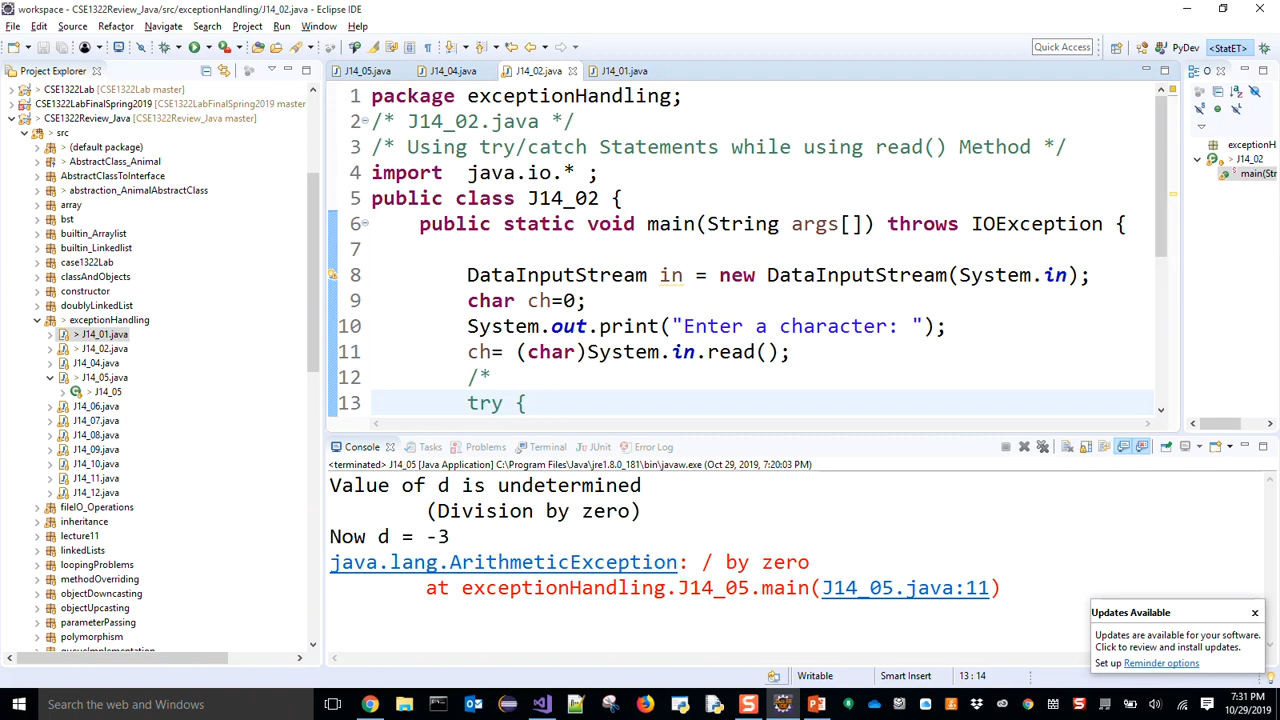 workspace - CSE1322Review_Java/src/exceptionHandling/J14_02.java - Eclipse IDE
File Edit Source Refactor Navigate Search Project Run Window Help
Quick Access
PyDev
<StatET>
Project Explorer
> CSE1322Lab [CSE1322Lab master]
CSE1322LabFinalSpring2019 [CSE1322LabFinalSpring2019 master
> CSE1322Review_Java [CSE1322Review_Java master]
> src
> (default package)
> AbstractClass_Animal
AbstractClassToInterface
> abstraction_AnimalAbstractClass
array
bst
builtin_Arraylist
builtin_Linkedlist
case1322Lab
classAndObjects
constructor
doublyLinkedList
> exceptionHandling
> J14_01.java
> J14_02.java
J14_04.java
> J14_05.java
> J14_05
J14_06.java
J14_07.java
J14_08.java
J14_09.java
J14_10.java
J14_11.java
J14_12.java
fileIO_Operations
inheritance
lecture11
linkedLists
loopingProblems
methodOverriding
objectDowncasting
objectUpcasting
parameterPassing
polymorphism
J14_05.java J14_04.java J14_02.java J14_01.java
1 package exceptionHandling;
2 /* J14_02.java */
3 /* Using try/catch Statements while using read() Method */
4 import java.io.* ;
5 public class J14_02 {
6 public static void main(String args[]) throws IOException {
7
8 DataInputStream in = new DataInputStream(System.in);
9 char ch=0;
10 System.out.print("Enter a character: ");
11 ch= (char)System.in.read();
12 /*
13 try {
O
exceptionH
> J14_02
main(Str
Console Tasks Problems Terminal JUnit Error Log
<terminated> J14_05 [Java Application] C:\Program Files\Java\jre1.8.0_181\bin\javaw.exe (Oct 29, 2019, 7:20:03 PM)
Value of d is undetermined
(Division by zero)
Now d = -3
java.lang.ArithmeticException: / by zero
at exceptionHandling.J14_05.main(J14_05.java:11)
Updates Available
Updates are available for your software.
Click to review and install updates.
Set up Reminder options
Writable Smart Insert 13 : 14
Search the web and Windows
7:31 PM
10/29/2019